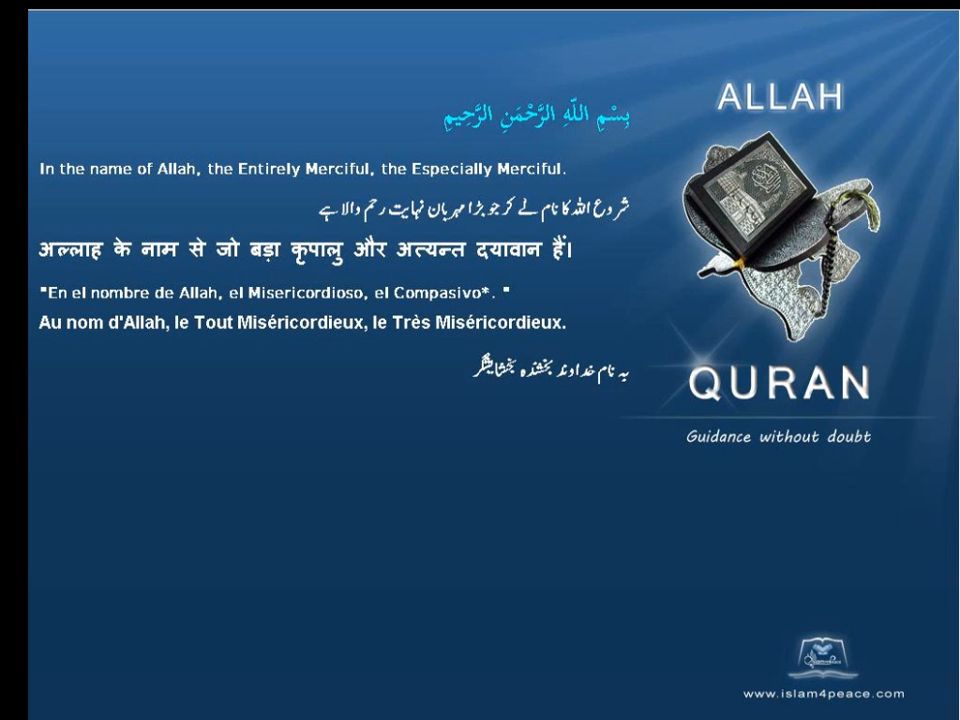 بِسْمِ اللّهِ الرَّحْمَنِ الرَّحِيمِ
In the name of Allah, the Entirely Merciful, the Especially Merciful.
شروع الله کا نام لے کر جو بڑا مہربان نہایت رحم والا ہے
अल्लाह के नाम से जो बड़ा कृपालु और अत्यन्त दयावान हैं।
"En el nombre de Allah, el Misericordioso, el Compasivo*. "
Au nom d'Allah, le Tout Miséricordieux, le Très Miséricordieux.
به نام خداوند بخشنده بخشایشگر
ALLAH
QURAN
Guidance without doubt
www.islam4peace.com